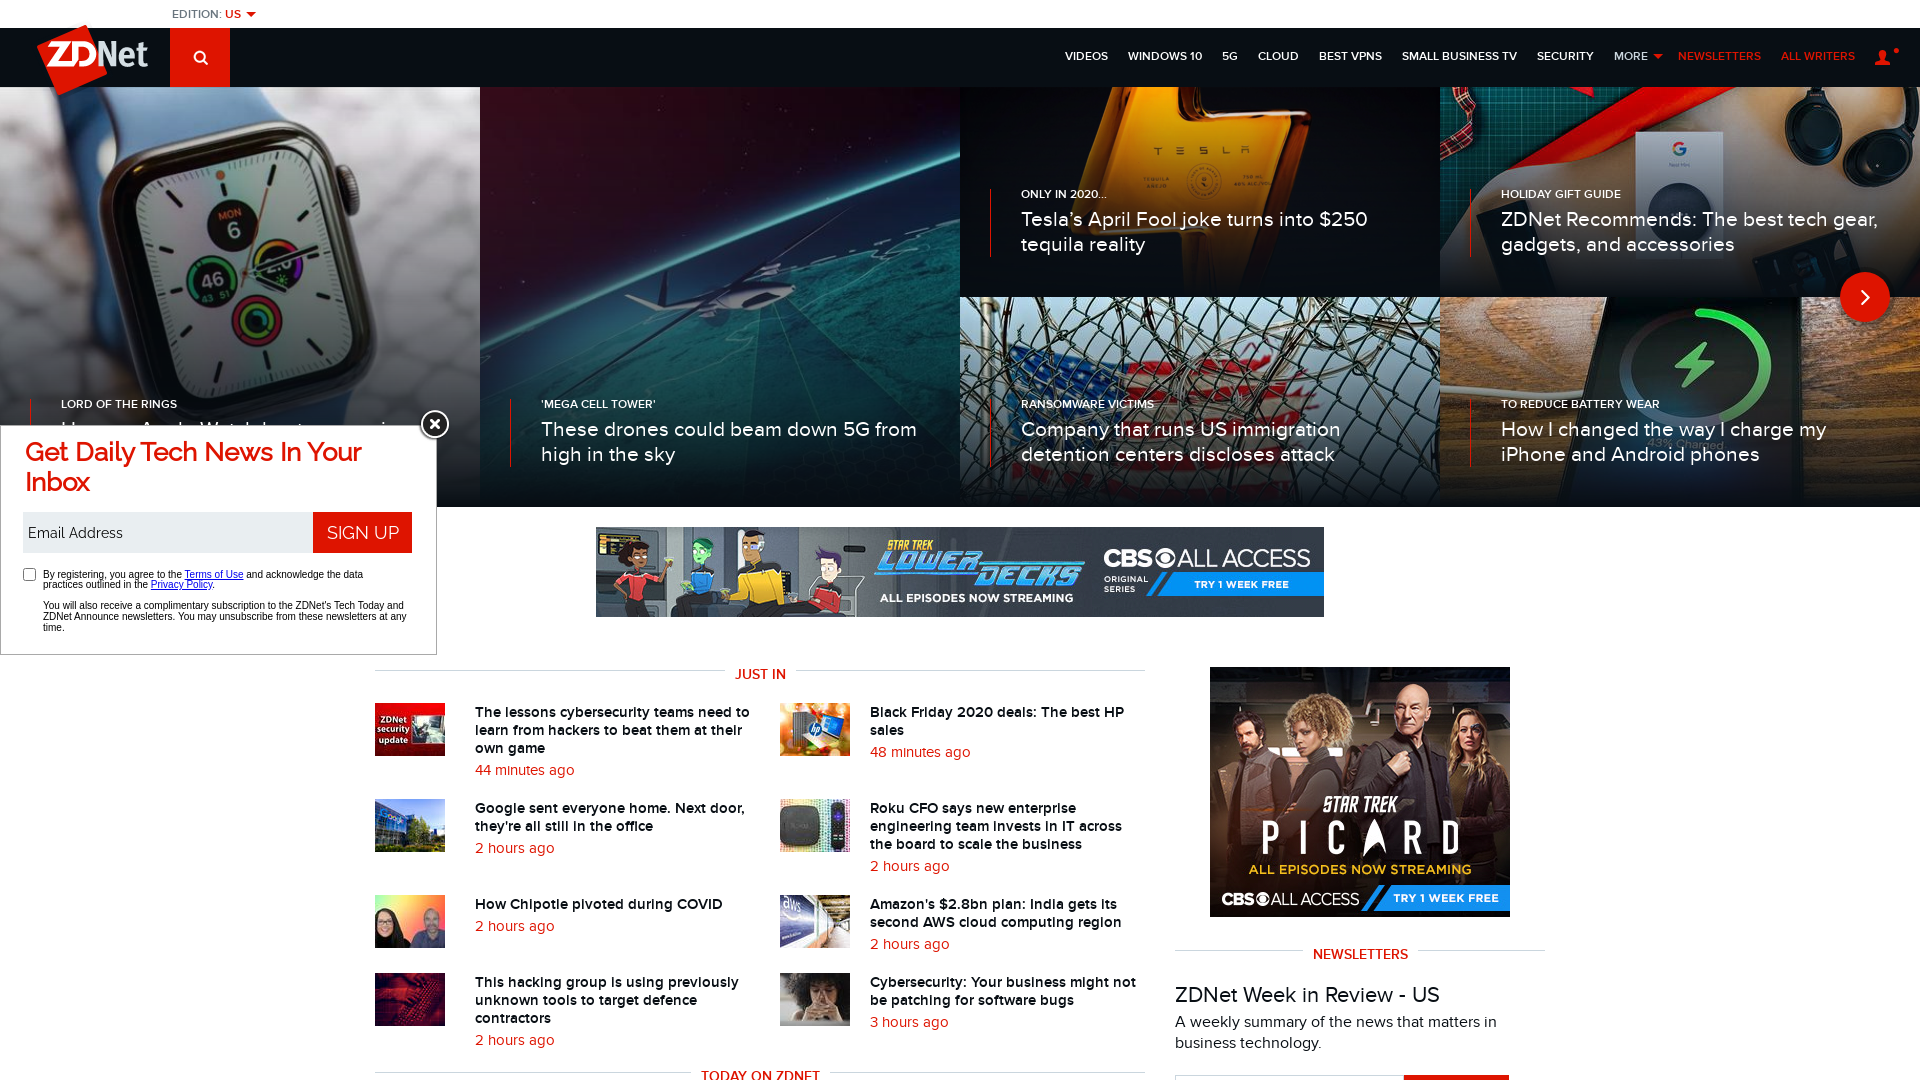 EDITION: US
ZDNet
VIDEOS WINDOWS 10 5G CLOUD BEST VPNS SMALL BUSINESS TV SECURITY MORE NEWSLETTERS ALL WRITERS
MON
6
46
43 51
2.0
LORD OF THE RINGS
'MEGA CELL TOWER'
These drones could beam down 5G from
high in the sky
TESLA
ONLY IN 2020...
Tesla’s April Fool joke turns into $250
tequila reality
HOLIDAY GIFT GUIDE
ZDNet Recommends: The best tech gear,
gadgets, and accessories
RANSOMWARE VICTIMS
Company that runs US immigration
detention centers discloses attack
TO REDUCE BATTERY WEAR
How I changed the way I charge my
iPhone and Android phones
43% Charged
Get Daily Tech News In Your
Inbox
Email Address
SIGN UP
By registering, you agree to the Terms of Use and acknowledge the data
practices outlined in the Privacy Policy.
You will also receive a complimentary subscription to the ZDNet's Tech Today and
ZDNet Announce newsletters. You may unsubscribe from these newsletters at any
time.
STAR TREK
LOWER DECKS
ALL EPISODES NOW STREAMING
CBS ALL ACCESS
ORIGINAL
SERIES
TRY 1 WEEK FREE
JUST IN
ZDNet
security
update
The lessons cybersecurity teams need to
learn from hackers to beat them at their
own game
44 minutes ago
hp
Black Friday 2020 deals: The best HP
sales
48 minutes ago
Google
Google sent everyone home. Next door,
they're all still in the office
2 hours ago
Roku CFO says new enterprise
engineering team invests in IT across
the board to scale the business
2 hours ago
How Chipotle pivoted during COVID
2 hours ago
aws
Amazon's $2.8bn plan: India gets its
second AWS cloud computing region
2 hours ago
This hacking group is using previously
unknown tools to target defence
contractors
2 hours ago
Cybersecurity: Your business might not
be patching for software bugs
3 hours ago
TODAY ON ZDNET
STAR TREK
PICARD
ALL EPISODES NOW STREAMING
CBS ALL ACCESS
TRY 1 WEEK FREE
NEWSLETTERS
ZDNet Week in Review - US
A weekly summary of the news that matters in
business technology.